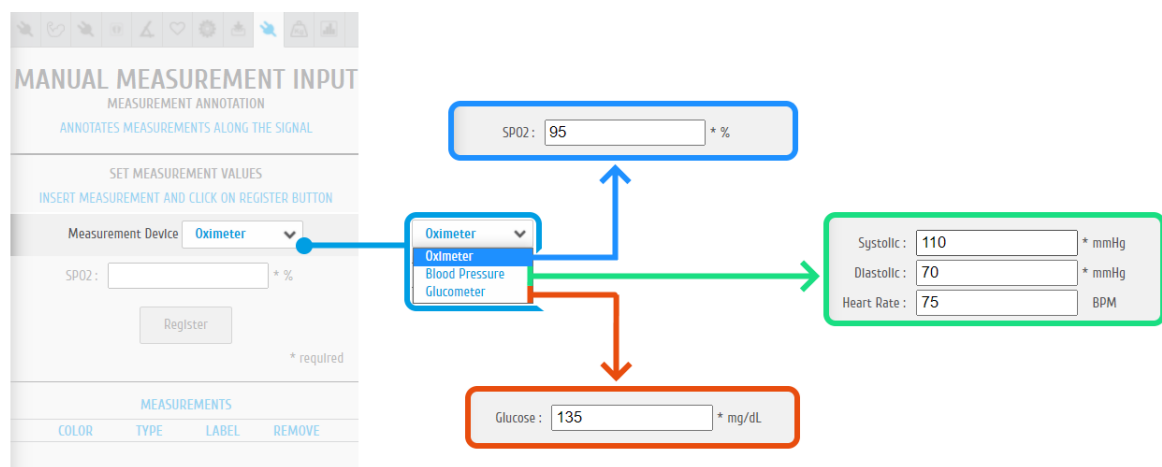 MANUAL MEASUREMENT INPUT
MEASUREMENT ANNOTATION
ANNOTATES MEASUREMENTS ALONG THE SIGNAL
SET MEASUREMENT VALUES
INSERT MEASUREMENT AND CLICK ON REGISTER BUTTON
Measurement Device Oximeter
SPO2 : * %
Register
* required
MEASUREMENTS
COLOR TYPE LABEL REMOVE
Oximeter
Oximeter
Blood Pressure
Glucometer
SPO2 : 95 * %
Systolic : 110 * mmHg
Diastolic : 70 * mmHg
Heart Rate : 75 BPM
Glucose : 135 * mg/dL